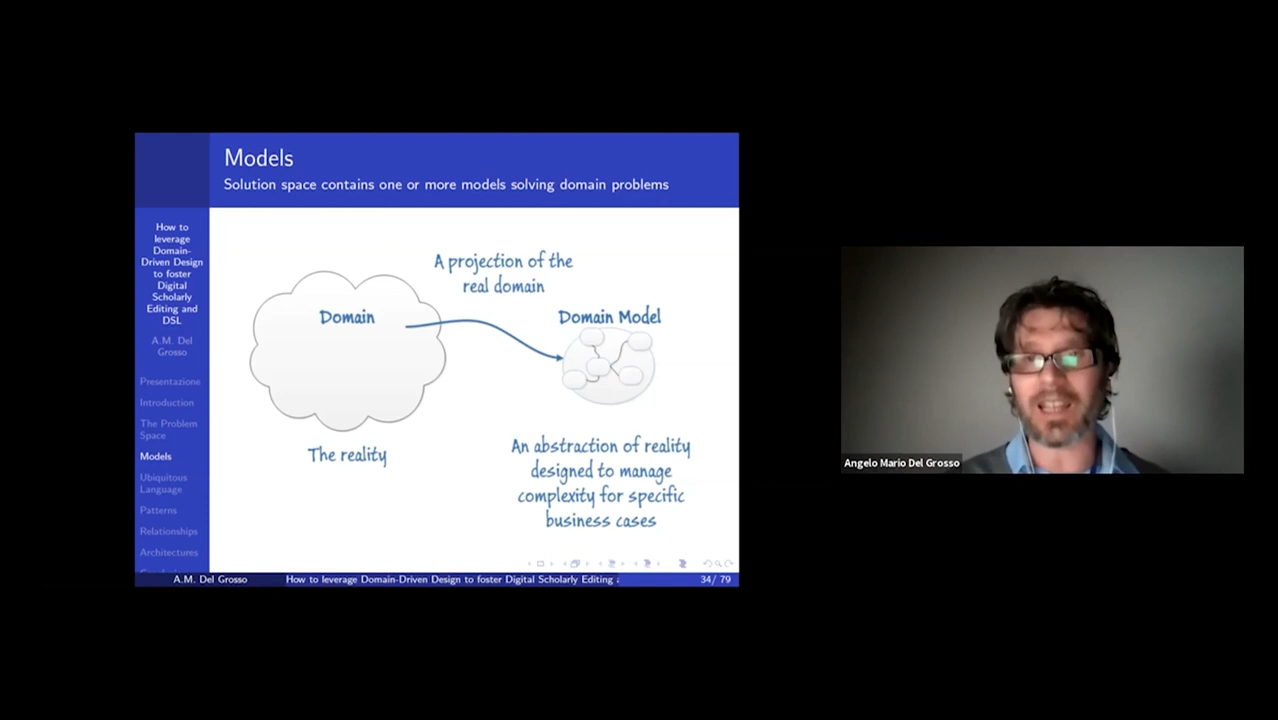 Models
Solution space contains one or more models solving domain problems
How to
leverage
Domain-
Driven Design
to foster
Digital
Scholarly
Editing and
DSL
A.M. Del
Grosso
Presentazione
Introduction
The Problem
Space
Models
Ubiquitous
Language
Patterns
Relationships
Architectures
A projection of the
real domain
Domain
Domain Model
The reality
An abstraction of reality
designed to manage
complexity for specific
business cases
A.M. Del Grosso
How to leverage Domain-Driven Design to foster Digital Scholarly Editing
34/ 79
Angelo Mario Del Grosso